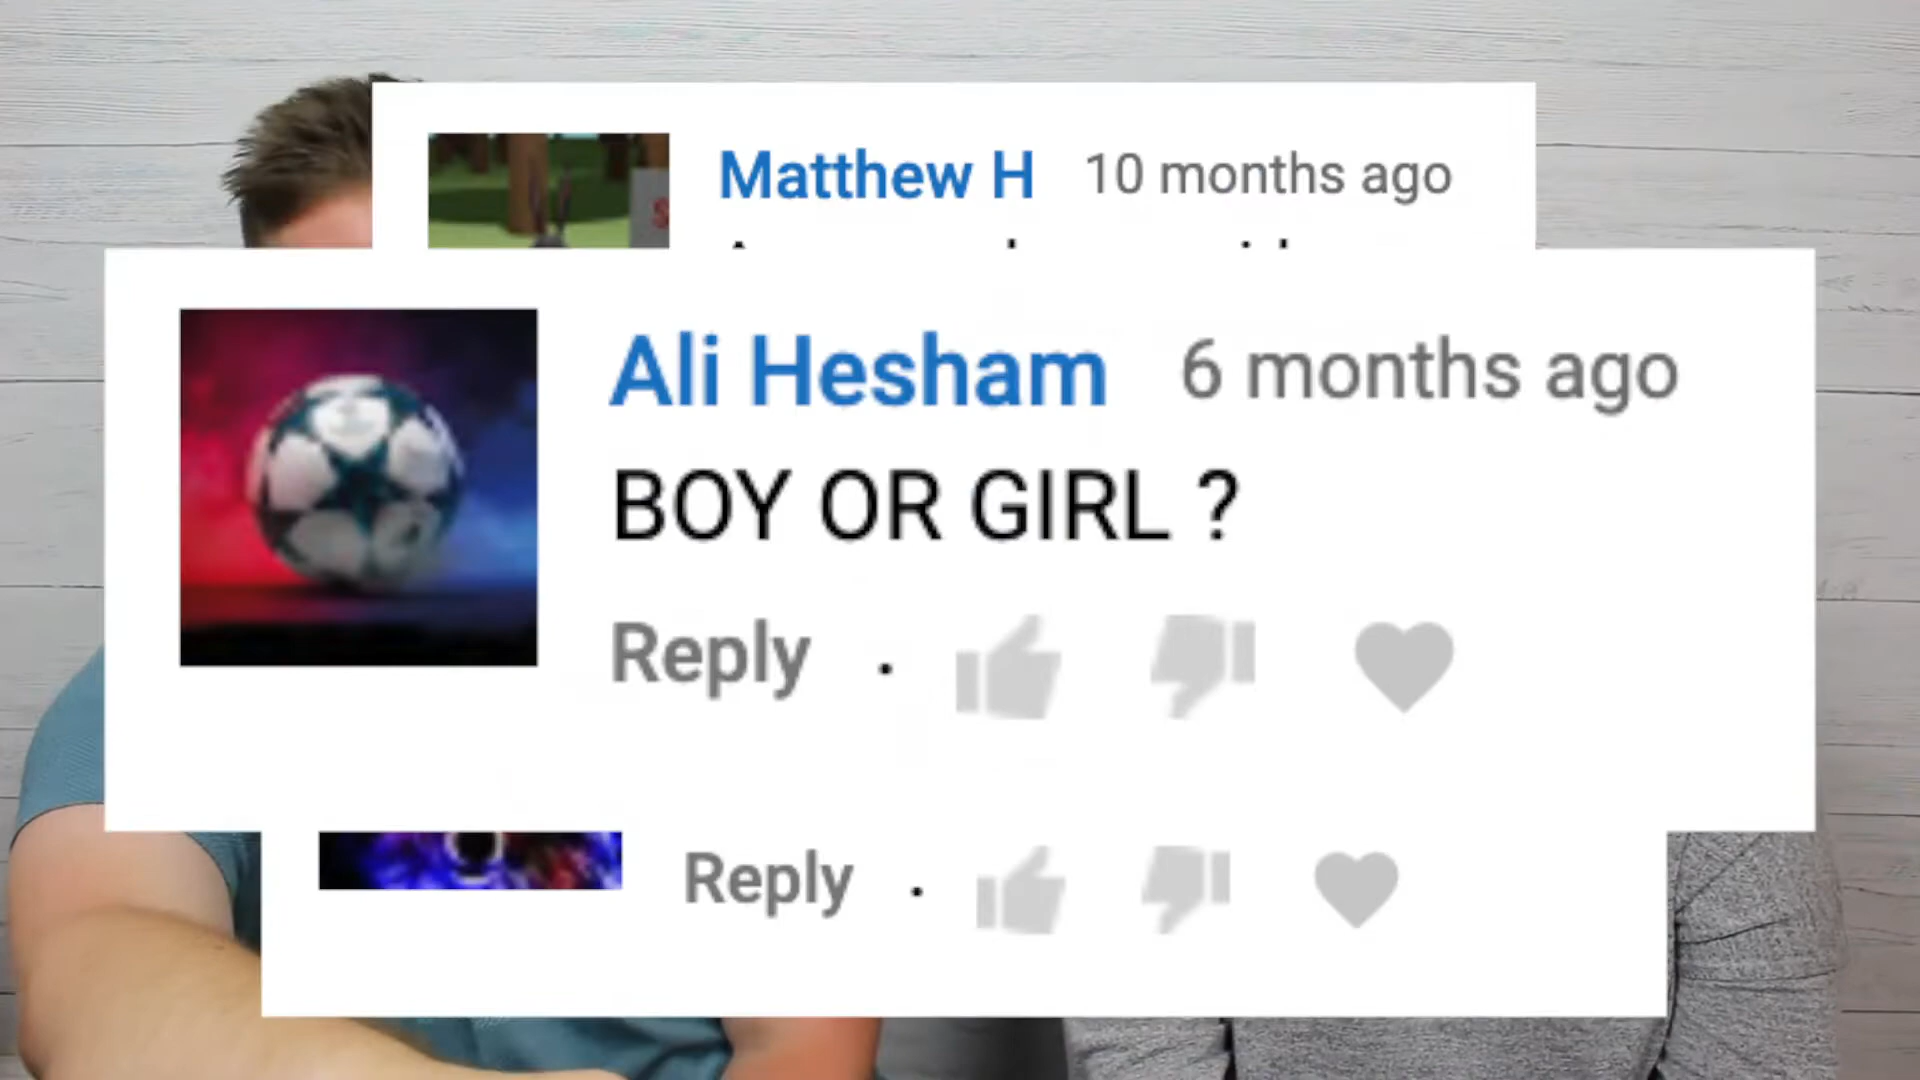 Matthew H 10 months ago
Ali Hesham 6 months ago
BOY OR GIRL ?
Reply .
Reply .